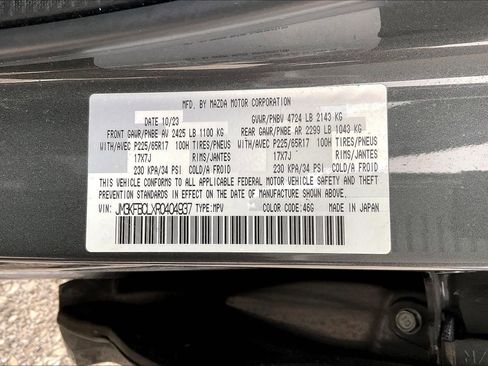 MFD. BY MAZDA MOTOR CORPORATION
DATE 10/23 GVWR/PNBV 4724 LB 2143 KG
FRONT GAWR/PNBE AV 2425 LB 1100 KG REAR GAWR/PNBE AR 2299 LB 1043 KG
WITH/AVEC P225/65R17 100H TIRES/PNEUS WITH/AVEC P225/65R17 100H TIRES/PNEUS
17X7J RIMS/JANTES 17X7J RIMS/JANTES
230 KPA/34 PSI COLD/A FROID 230 KPA/34 PSI COLD/A FROID
THIS VEHICLE CONFORMS TO ALL APPLICABLE FEDERAL MOTOR VEHICLE SAFETY AND THEFT PREVENTION
STANDARDS IN EFFECT ON THE DATE OF MANUFACTURE SHOWN ABOVE.
VIN: JM3KFBCLXR0404937 TYPE:MPV COLOR CODE:46G MADE IN JAPAN